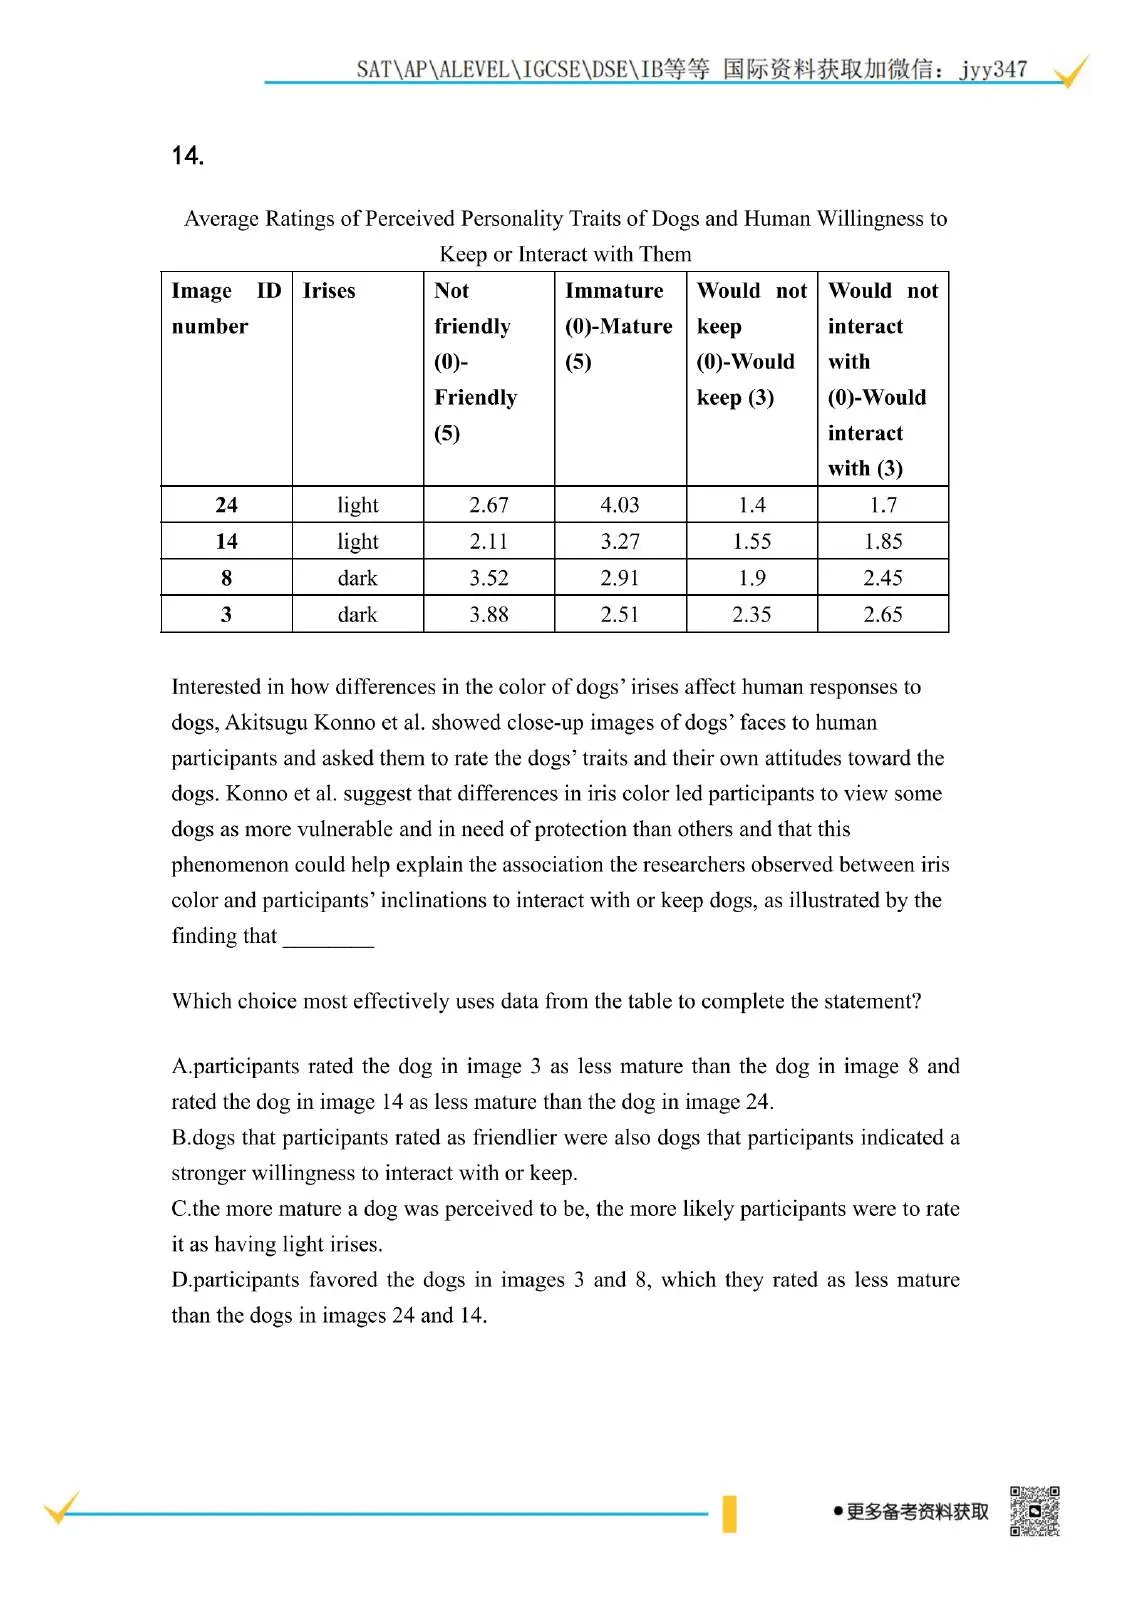 SAT\AP\ALEVEL\IGCSE\DSE\IB等等 国际资料获取加微信：jyy347
14.
Average Ratings of Perceived Personality Traits of Dogs and Human Willingness to
Keep or Interact with Them
Image ID number | Irises | Not friendly (0)-Friendly (5) | Immature (0)-Mature (5) | Would not keep (0)-Would keep (3) | Would not interact with (0)-Would interact with (3)
24 | light | 2.67 | 4.03 | 1.4 | 1.7
14 | light | 2.11 | 3.27 | 1.55 | 1.85
8 | dark | 3.52 | 2.91 | 1.9 | 2.45
3 | dark | 3.88 | 2.51 | 2.35 | 2.65
Interested in how differences in the color of dogs’ irises affect human responses to
dogs, Akitsugu Konno et al. showed close-up images of dogs’ faces to human
participants and asked them to rate the dogs’ traits and their own attitudes toward the
dogs. Konno et al. suggest that differences in iris color led participants to view some
dogs as more vulnerable and in need of protection than others and that this
phenomenon could help explain the association the researchers observed between iris
color and participants’ inclinations to interact with or keep dogs, as illustrated by the
finding that ________
Which choice most effectively uses data from the table to complete the statement?
A.participants rated the dog in image 3 as less mature than the dog in image 8 and
rated the dog in image 14 as less mature than the dog in image 24.
B.dogs that participants rated as friendlier were also dogs that participants indicated a
stronger willingness to interact with or keep.
C.the more mature a dog was perceived to be, the more likely participants were to rate
it as having light irises.
D.participants favored the dogs in images 3 and 8, which they rated as less mature
than the dogs in images 24 and 14.
●更多备考资料获取